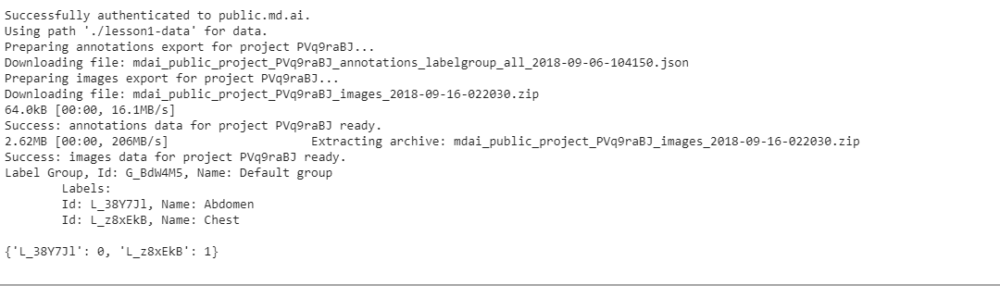 Successfully authenticated to public.md.ai.
Using path './lesson1-data' for data.
Preparing annotations export for project PVq9raBJ...
Downloading file: mdai_public_project_PVq9raBJ_annotations_labelgroup_all_2018-09-06-104150.json
Preparing images export for project PVq9raBJ...
Downloading file: mdai_public_project_PVq9raBJ_images_2018-09-16-022030.zip
64.0kB [00:00, 16.1MB/s]
Success: annotations data for project PVq9raBJ ready.
2.62MB [00:00, 206MB/s] Extracting archive: mdai_public_project_PVq9raBJ_images_2018-09-16-022030.zip
Success: images data for project PVq9raBJ ready.
Label Group, Id: G_BdW4M5, Name: Default group
Labels:
Id: L_38Y7Jl, Name: Abdomen
Id: L_z8xEkB, Name: Chest
{'L_38Y7Jl': 0, 'L_z8xEkB': 1}